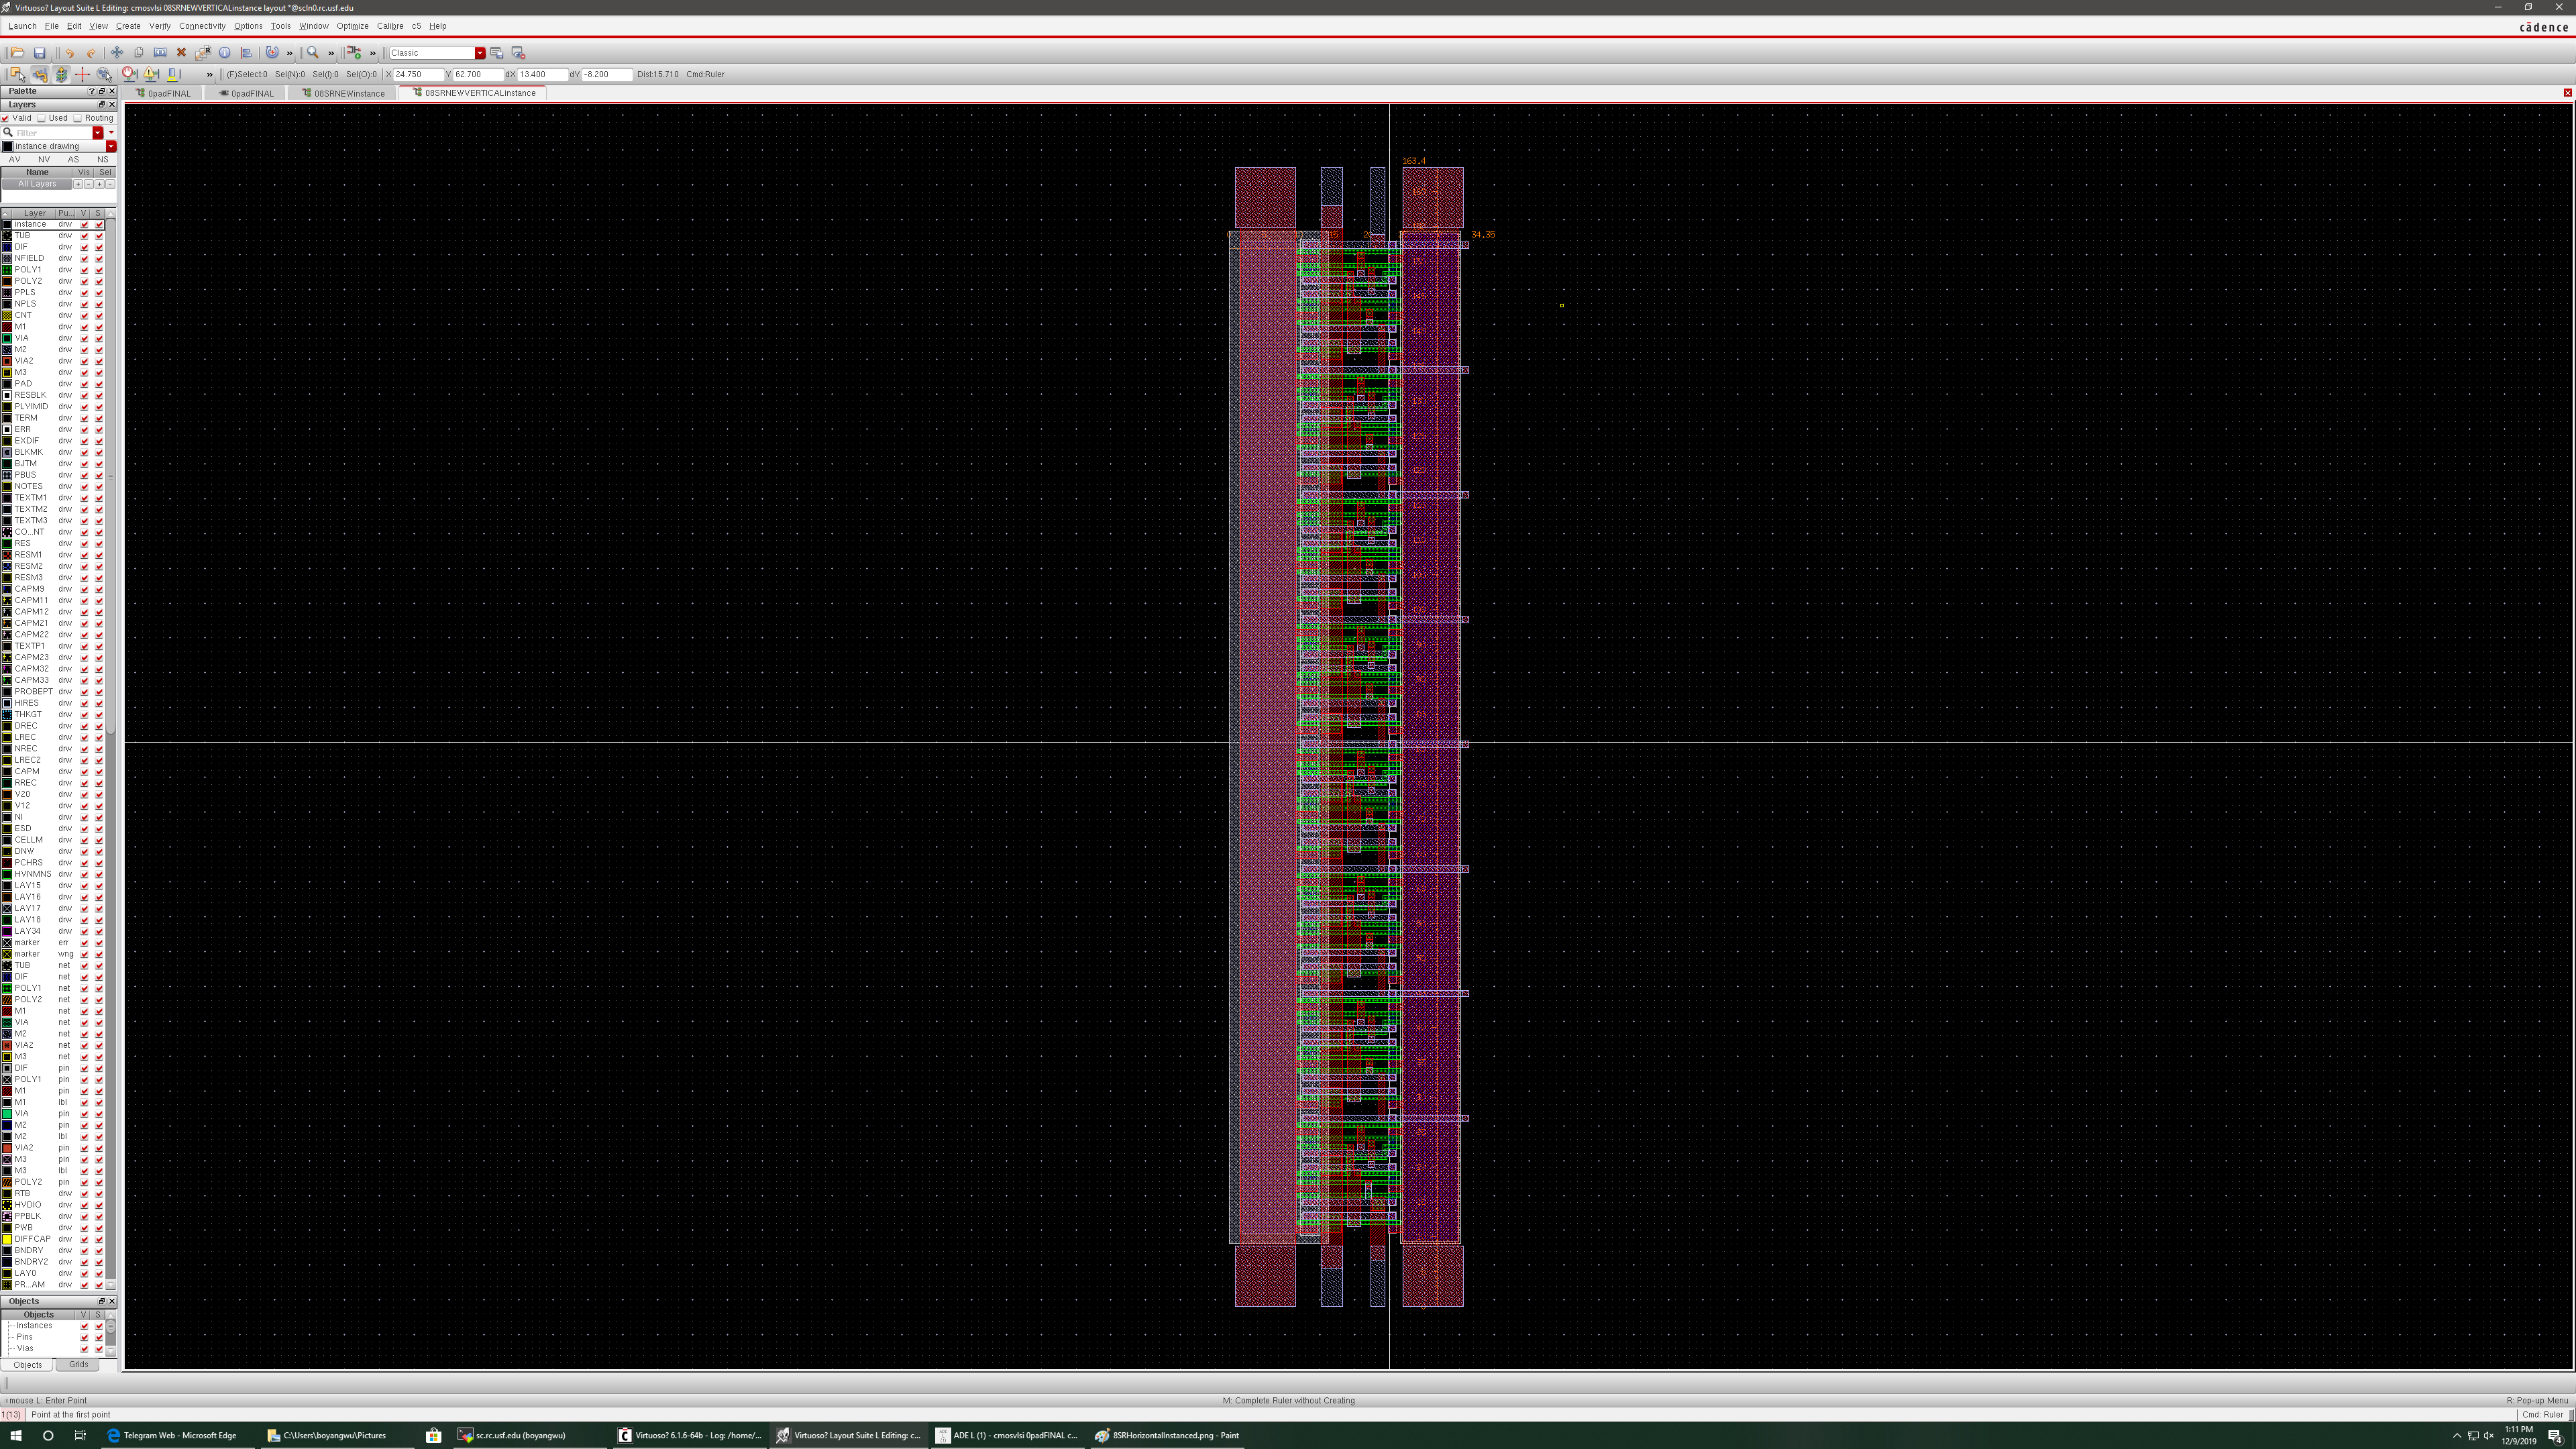 Virtuoso? Layout Suite L Editing: cmosvlsi 08SRNEWVERTICALinstance layout *@scln0.rc.usf.edu
Launch File Edit View Create Verify Connectivity Options Tools Window Optimize Calibre c5 Help
cādence
» » » Classic
» (F)Select:0 Sel(N):0 Sel(I):0 Sel(O):0 X 24.750 Y 62.700 dX 13.400 dY -8.200 Dist:15.710 Cmd:Ruler
Palette
0padFINAL 0padFINAL 08SRNEWinstance 08SRNEWVERTICALinstance
Layers
Valid Used Routing
Filter
instance drawing
AV NV AS NS
Name Vis Sel
All Layers
Layer Pu... V S
instance drw
TUB drw
DIF drw
NFIELD drw
POLY1 drw
POLY2 drw
PPLS drw
NPLS drw
CNT drw
M1 drw
VIA drw
M2 drw
VIA2 drw
M3 drw
PAD drw
RESBLK drw
PLYIMID drw
TERM drw
ERR drw
EXDIF drw
BLKMK drw
BJTM drw
PBUS drw
NOTES drw
TEXTM1 drw
TEXTM2 drw
TEXTM3 drw
CO...NT drw
RES drw
RESM1 drw
RESM2 drw
RESM3 drw
CAPM9 drw
CAPM11 drw
CAPM12 drw
CAPM21 drw
CAPM22 drw
TEXTP1 drw
CAPM23 drw
CAPM32 drw
CAPM33 drw
PROBEPT drw
HIRES drw
THKGT drw
DREC drw
LREC drw
NREC drw
LREC2 drw
CAPM drw
RREC drw
V20 drw
V12 drw
NI drw
ESD drw
CELLM drw
DNW drw
PCHRS drw
HVNMNS drw
LAY15 drw
LAY16 drw
LAY17 drw
LAY18 drw
LAY34 drw
marker err
marker wng
TUB net
DIF net
POLY1 net
POLY2 net
M1 net
VIA net
M2 net
VIA2 net
M3 net
DIF pin
POLY1 pin
M1 pin
M1 lbl
VIA pin
M2 pin
M2 lbl
VIA2 pin
M3 pin
M3 lbl
POLY2 pin
RTB drw
HVDIO drw
PPBLK drw
PWB drw
DIFFCAP drw
BNDRY drw
BNDRY2 drw
LAY0 drw
PR...AM drw
Objects
Objects V S
Instances
Pins
Vias
Objects Grids
163.4
34.35
mouse L: Enter Point M: Complete Ruler without Creating R: Pop-up Menu
1(13) Point at the first point Cmd: Ruler
Telegram Web - Microsoft Edge C:\Users\boyangwu\Pictures sc.rc.usf.edu (boyangwu) Virtuoso? 6.1.6-64b - Log: /home/... Virtuoso? Layout Suite L Editing: c... ADE L (1) - cmosvlsi 0padFINAL c... 8SRHorizontalInstanced.png - Paint
1:11 PM
12/9/2019